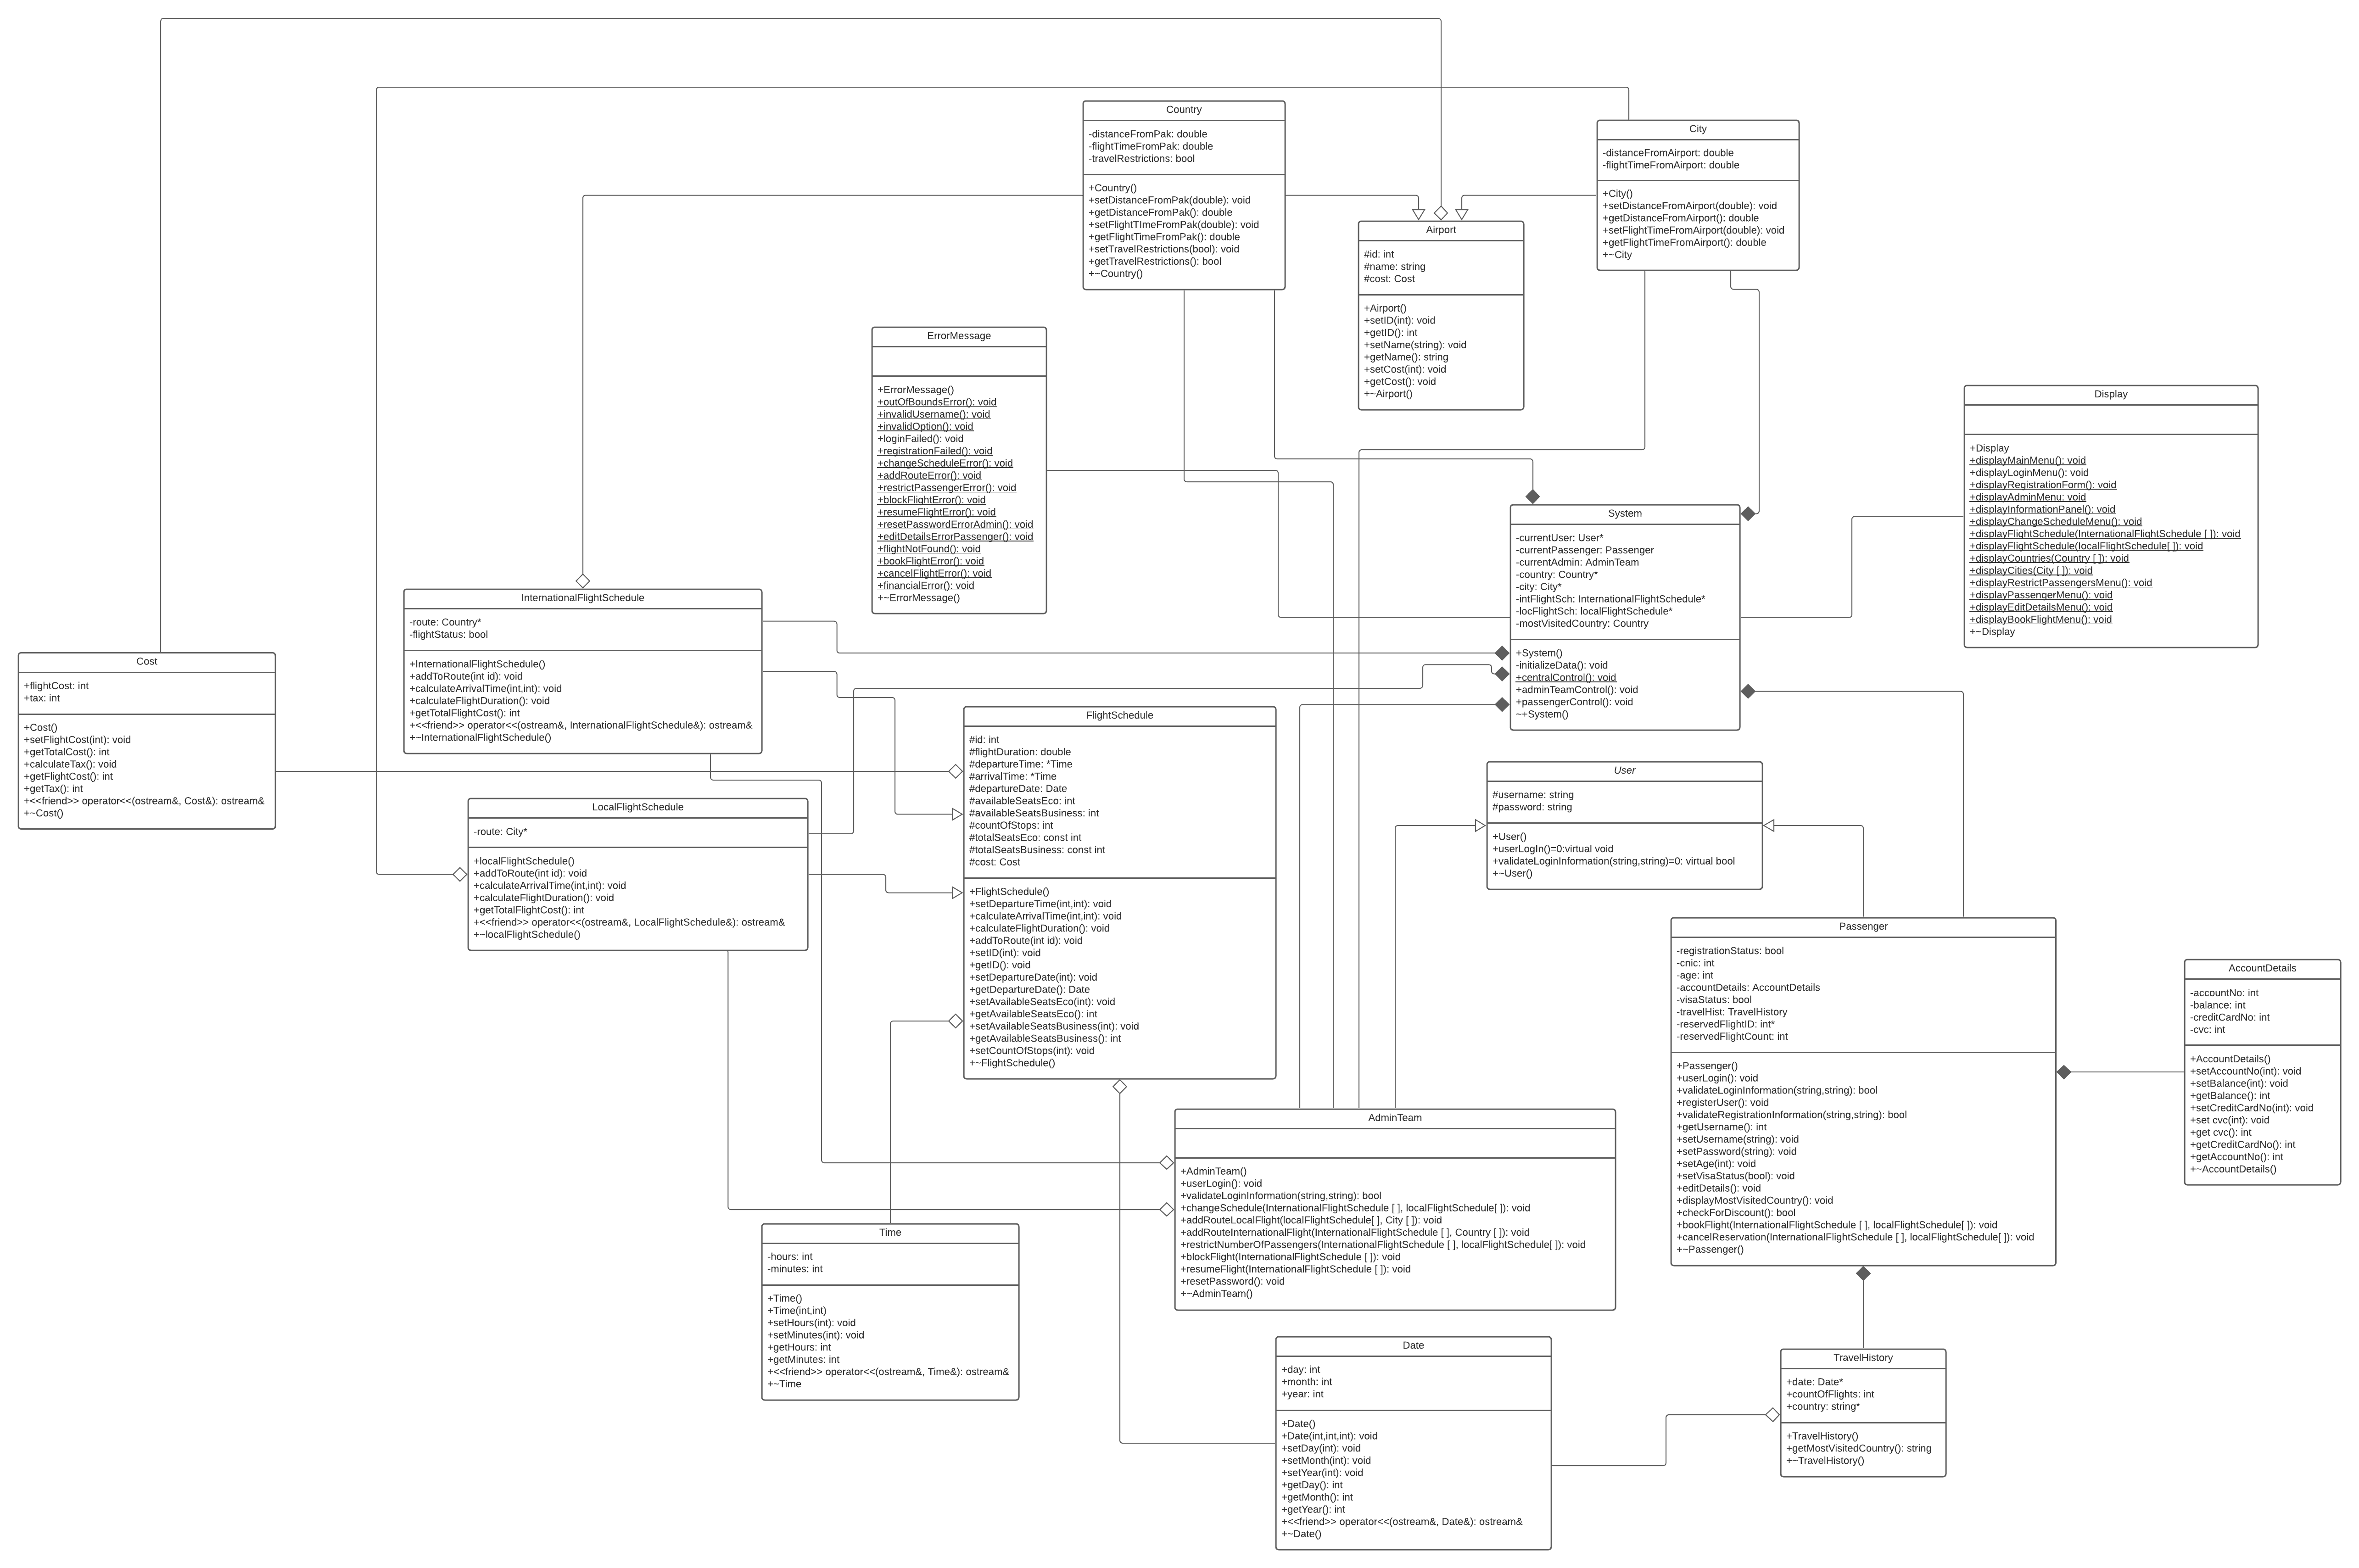 Country
-distanceFromPak: double
-flightTimeFromPak: double
-travelRestrictions: bool
+Country()
+setDistanceFromPak(double): void
+getDistanceFromPak(): double
+setFlightTImeFromPak(double): void
+getFlightTimeFromPak(): double
+setTravelRestrictions(bool): void
+getTravelRestrictions(): bool
+~Country()
City
-distanceFromAirport: double
-flightTimeFromAirport: double
+City()
+setDistanceFromAirport(double): void
+getDistanceFromAirport(): double
+setFlightTimeFromAirport(double): void
+getFlightTimeFromAirport(): double
+~City
Airport
#id: int
#name: string
#cost: Cost
+Airport()
+setID(int): void
+getID(): int
+setName(string): void
+getName(): string
+setCost(int): void
+getCost(): void
+~Airport()
ErrorMessage
+ErrorMessage()
+outOfBoundsError(): void
+invalidUsername(): void
+invalidOption(): void
+loginFailed(): void
+registrationFailed(): void
+changeScheduleError(): void
+addRouteError(): void
+restrictPassengerError(): void
+blockFlightError(): void
+resumeFlightError(): void
+resetPasswordErrorAdmin(): void
+editDetailsErrorPassenger(): void
+flightNotFound(): void
+bookFlightError(): void
+cancelFlightError(): void
+financialError(): void
+~ErrorMessage()
Display
+Display
+displayMainMenu(): void
+displayLoginMenu(): void
+displayRegistrationForm(): void
+displayAdminMenu: void
+displayInformationPanel(): void
+displayChangeScheduleMenu(): void
+displayFlightSchedule(InternationalFlightSchedule [ ]): void
+displayFlightSchedule(localFlightSchedule[ ]): void
+displayCountries(Country [ ]): void
+displayCities(City [ ]): void
+displayRestrictPassengersMenu(): void
+displayPassengerMenu(): void
+displayEditDetailsMenu(): void
+displayBookFlightMenu(): void
+~Display
System
-currentUser: User*
-currentPassenger: Passenger
-currentAdmin: AdminTeam
-country: Country*
-city: City*
-intFlightSch: InternationalFlightSchedule*
-locFlightSch: localFlightSchedule*
-mostVisitedCountry: Country
+System()
-initializeData(): void
+centralControl(): void
+adminTeamControl(): void
+passengerControl(): void
~+System()
InternationalFlightSchedule
-route: Country*
-flightStatus: bool
+InternationalFlightSchedule()
+addToRoute(int id): void
+calculateArrivalTime(int,int): void
+calculateFlightDuration(): void
+getTotalFlightCost(): int
+<<friend>> operator<<(ostream&, InternationalFlightSchedule&): ostream&
+~InternationalFlightSchedule()
Cost
+flightCost: int
+tax: int
+Cost()
+setFlightCost(int): void
+getTotalCost(): int
+calculateTax(): void
+getFlightCost(): int
+getTax(): int
+<<friend>> operator<<(ostream&, Cost&): ostream&
+~Cost()
LocalFlightSchedule
-route: City*
+localFlightSchedule()
+addToRoute(int id): void
+calculateArrivalTime(int,int): void
+calculateFlightDuration(): void
+getTotalFlightCost(): int
+<<friend>> operator<<(ostream&, LocalFlightSchedule&): ostream&
+~localFlightSchedule()
FlightSchedule
#id: int
#flightDuration: double
#departureTime: *Time
#arrivalTime: *Time
#departureDate: Date
#availableSeatsEco: int
#availableSeatsBusiness: int
#countOfStops: int
#totalSeatsEco: const int
#totalSeatsBusiness: const int
#cost: Cost
+FlightSchedule()
+setDepartureTime(int,int): void
+calculateArrivalTime(int,int): void
+calculateFlightDuration(): void
+addToRoute(int id): void
+setID(int): void
+getID(): void
+setDepartureDate(int): void
+getDepartureDate(): Date
+setAvailableSeatsEco(int): void
+getAvailableSeatsEco(): int
+setAvailableSeatsBusiness(int): void
+getAvailableSeatsBusiness(): int
+setCountOfStops(int): void
+~FlightSchedule()
User
#username: string
#password: string
+User()
+userLogIn()=0:virtual void
+validateLoginInformation(string,string)=0: virtual bool
+~User()
Passenger
-registrationStatus: bool
-cnic: int
-age: int
-accountDetails: AccountDetails
-visaStatus: bool
-travelHist: TravelHistory
-reservedFlightID: int*
-reservedFlightCount: int
+Passenger()
+userLogin(): void
+validateLoginInformation(string,string): bool
+registerUser(): void
+validateRegistrationInformation(string,string): bool
+getUsername(): int
+setUsername(string): void
+setPassword(string): void
+setAge(int): void
+setVisaStatus(bool): void
+editDetails(): void
+displayMostVisitedCountry(): void
+checkForDiscount(): bool
+bookFlight(InternationalFlightSchedule [ ], localFlightSchedule[ ]): void
+cancelReservation(InternationalFlightSchedule [ ], localFlightSchedule[ ]): void
+~Passenger()
AccountDetails
-accountNo: int
-balance: int
-creditCardNo: int
-cvc: int
+AccountDetails()
+setAccountNo(int): void
+setBalance(int): void
+getBalance(): int
+setCreditCardNo(int): void
+set cvc(int): void
+get cvc(): int
+getCreditCardNo(): int
+getAccountNo(): int
+~AccountDetails()
AdminTeam
+AdminTeam()
+userLogin(): void
+validateLoginInformation(string,string): bool
+changeSchedule(InternationalFlightSchedule [ ], localFlightSchedule[ ]): void
+addRouteLocalFlight(localFlightSchedule[ ], City [ ]): void
+addRouteInternationalFlight(InternationalFlightSchedule [ ], Country [ ]): void
+restrictNumberOfPassengers(InternationalFlightSchedule [ ], localFlightSchedule[ ]): void
+blockFlight(InternationalFlightSchedule [ ]): void
+resumeFlight(InternationalFlightSchedule [ ]): void
+resetPassword(): void
+~AdminTeam()
Time
-hours: int
-minutes: int
+Time()
+Time(int,int)
+setHours(int): void
+setMinutes(int): void
+getHours: int
+getMinutes: int
+<<friend>> operator<<(ostream&, Time&): ostream&
+~Time
Date
+day: int
+month: int
+year: int
+Date()
+Date(int,int,int): void
+setDay(int): void
+setMonth(int): void
+setYear(int): void
+getDay(): int
+getMonth(): int
+getYear(): int
+<<friend>> operator<<(ostream&, Date&): ostream&
+~Date()
TravelHistory
+date: Date*
+countOfFlights: int
+country: string*
+TravelHistory()
+getMostVisitedCountry(): string
+~TravelHistory()